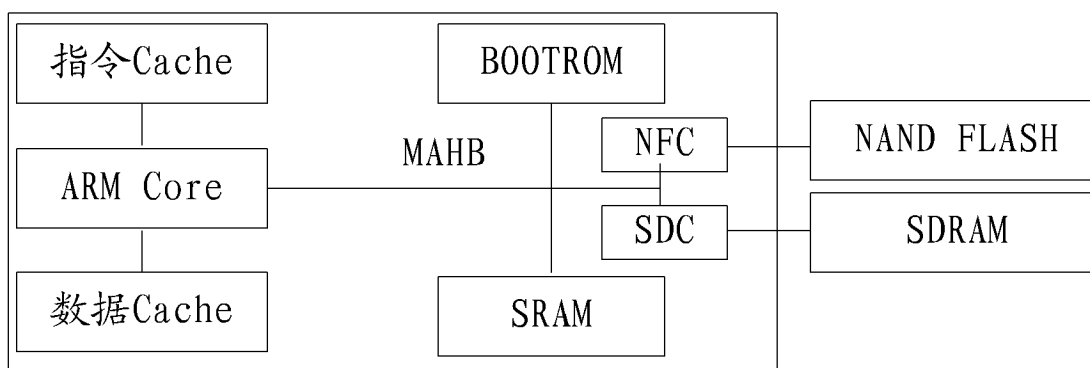 指令Cache
BOOTROM
NFC
NAND FLASH
MAHB
ARM Core
SDC
SDRAM
数据Cache
SRAM